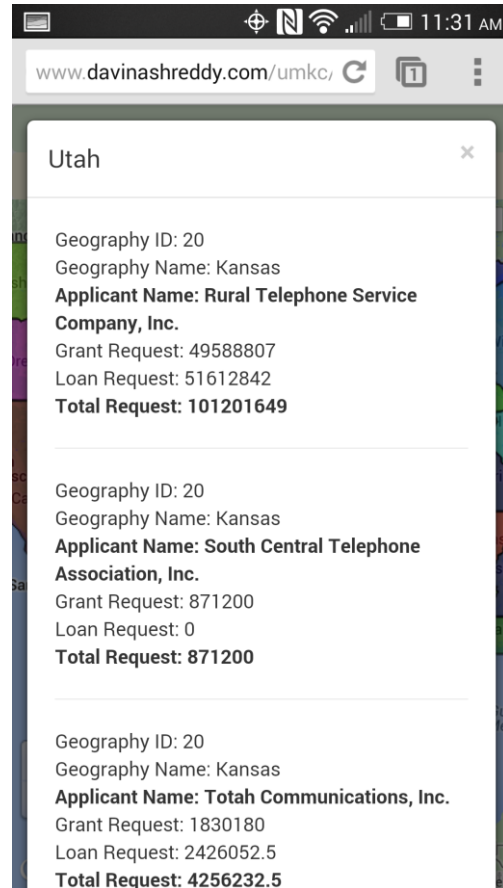 11:31 AM
www.davinashreddy.com/umkc/
1
Utah
×
Geography ID: 20
Geography Name: Kansas
Applicant Name: Rural Telephone Service
Company, Inc.
Grant Request: 49588807
Loan Request: 51612842
Total Request: 101201649
Geography ID: 20
Geography Name: Kansas
Applicant Name: South Central Telephone
Association, Inc.
Grant Request: 871200
Loan Request: 0
Total Request: 871200
Geography ID: 20
Geography Name: Kansas
Applicant Name: Totah Communications, Inc.
Grant Request: 1830180
Loan Request: 2426052.5
Total Request: 4256232.5